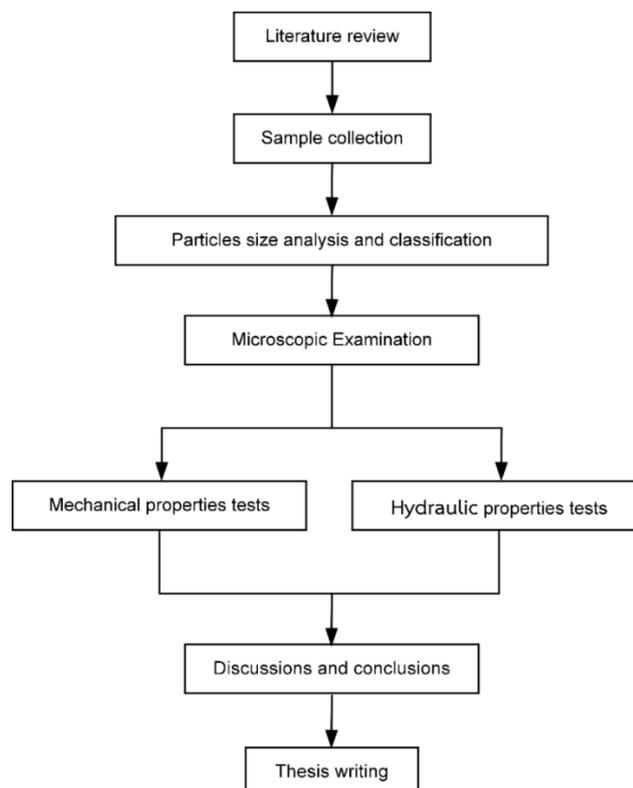 Literature review
Sample collection
Particles size analysis and classification
Microscopic Examination
Mechanical properties tests
Hydraulic properties tests
Discussions and conclusions
Thesis writing